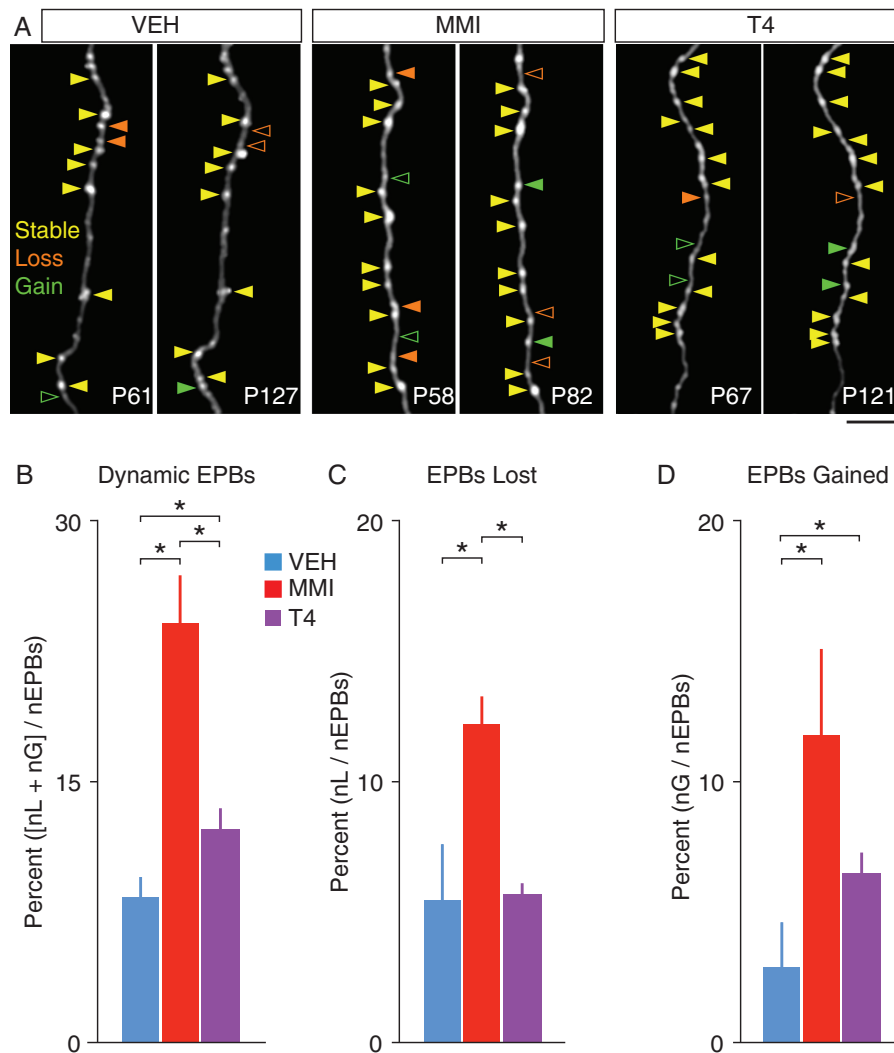 A
VEH
MMI
T4
Stable
Loss
Gain
P61
P127
P58
P82
P67
P121
B
Dynamic EPBs
30
15
0
Percent ([nL + nG] / nEPBs)
*
*
*
VEH
MMI
T4
C
EPBs Lost
20
10
0
Percent (nL / nEPBs)
*
*
D
EPBs Gained
20
10
0
Percent (nG / nEPBs)
*
*